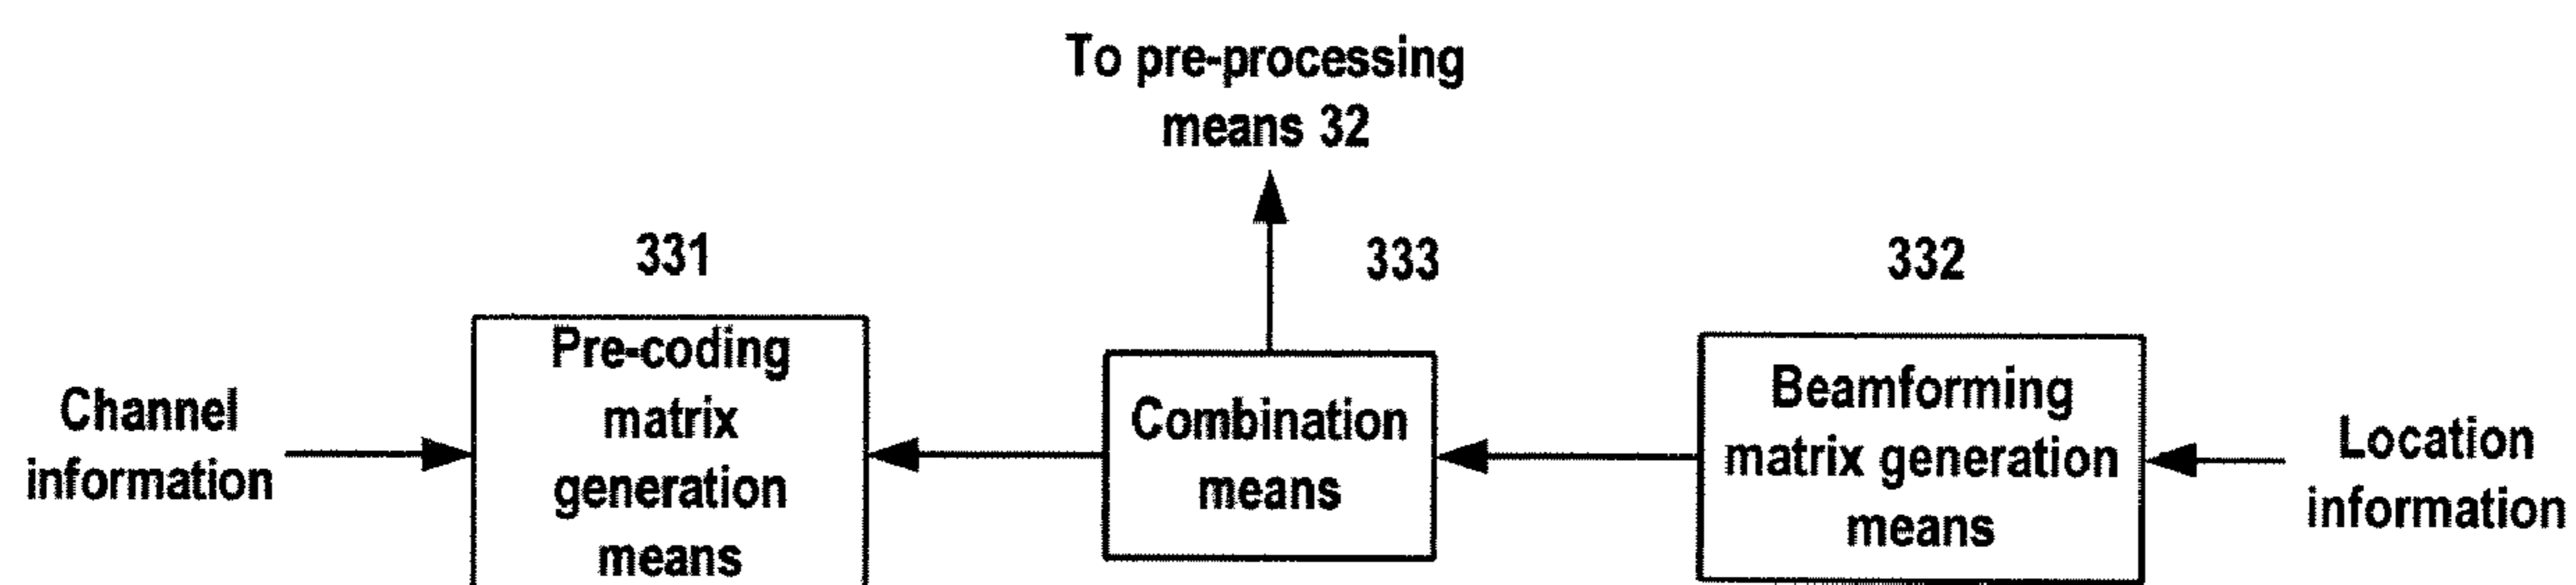 To pre-processing
means 32
331
333
332
Pre-coding
matrix
generation
means
Combination
means
Beamforming
matrix generation
means
Channel
information
Location
information